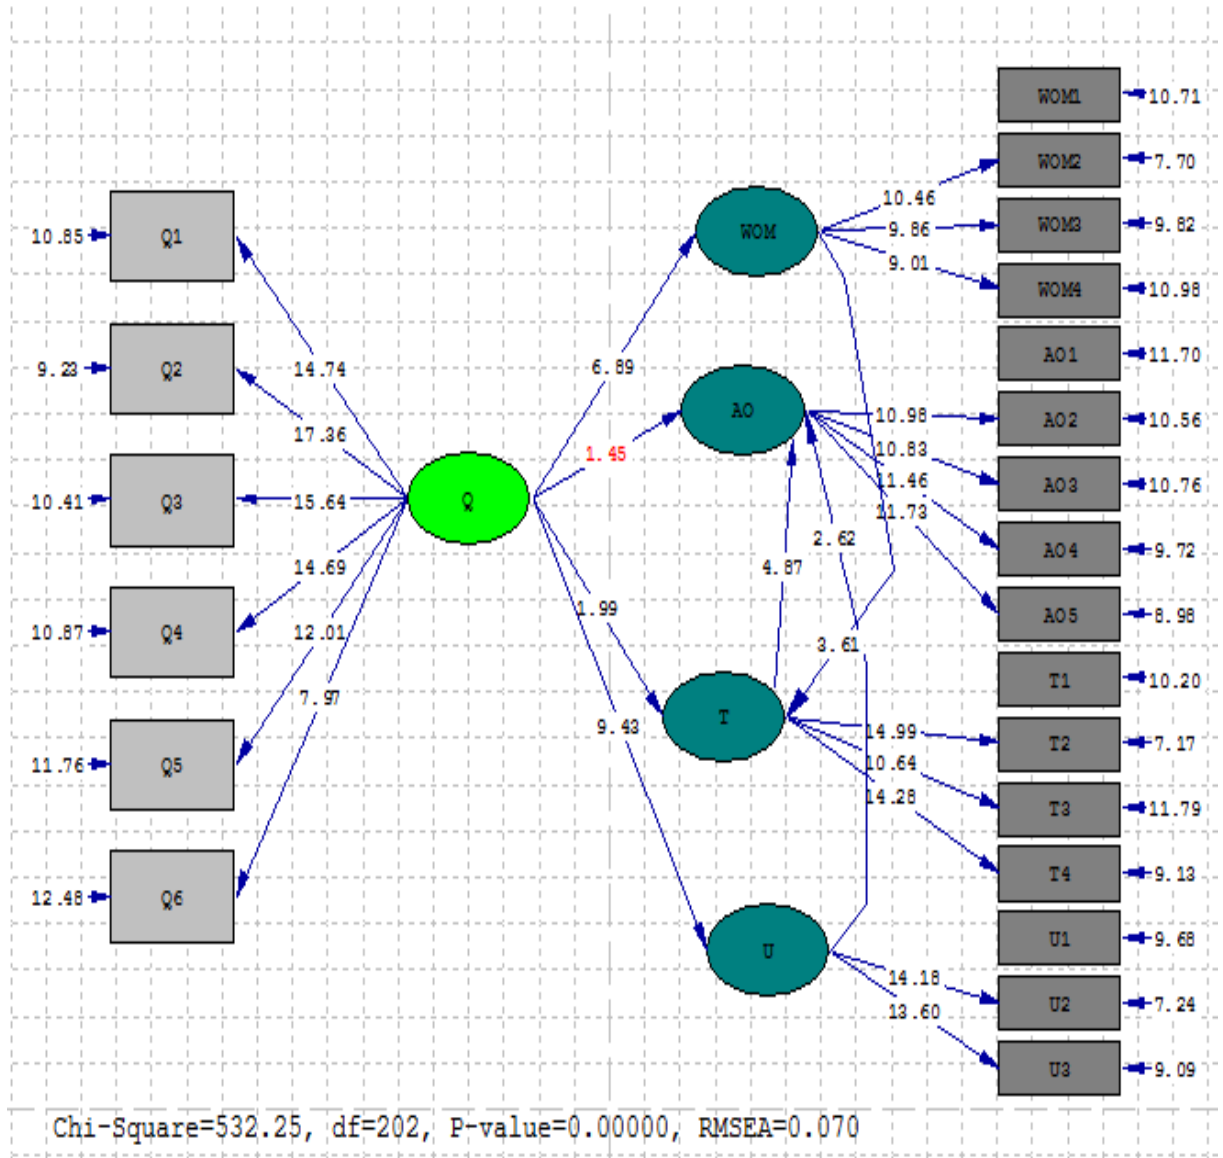 WOM1
10.71
WOM2
7.70
10.46
WOM3
9.82
10.85
Q1
WOM
9.86
9.01
WOM4
10.98
AO1
11.70
9.23
Q2
14.74
6.89
AO
10.98
AO2
10.56
17.36
1.45
10.83
11.46
AO3
10.76
10.41
Q3
15.64
Q
11.73
2.62
AO4
9.72
14.69
4.87
1.99
AO5
8.98
10.87
Q4
12.01
3.61
T1
10.20
7.97
T
14.99
T2
7.17
9.43
10.64
11.76
Q5
14.28
T3
11.79
T4
9.13
12.48
Q6
U1
9.68
U
14.18
U2
7.24
13.60
U3
9.09
Chi-Square=532.25, df=202, P-value=0.00000, RMSEA=0.070